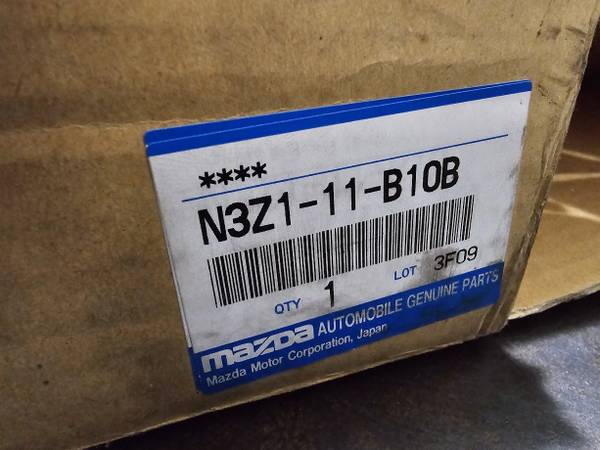 ****
N3Z1-11-B10B
QTY 1 LOT 3F09
mazda AUTOMOBILE GENUINE PARTS
Mazda Motor Corporation, Japan